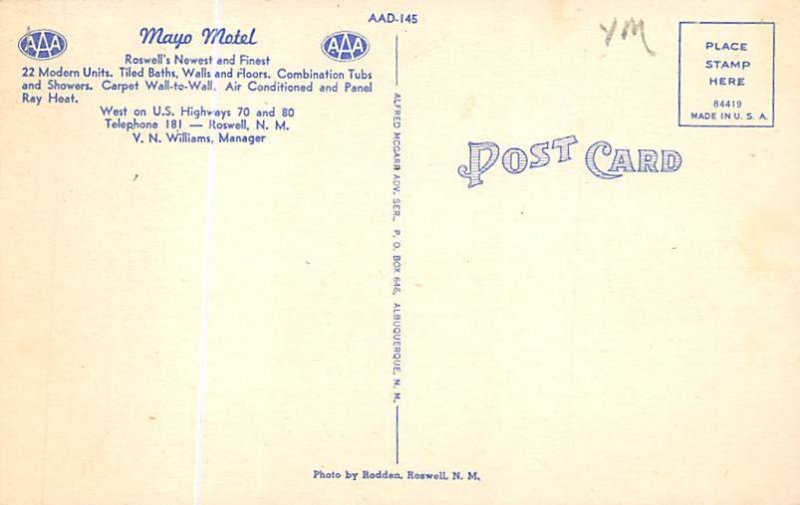 AAD-145
AAA
Mayo Motel
AAA
Roswell's Newest and Finest
22 Modern Units. Tiled Baths, Walls and Floors. Combination Tubs
and Showers. Carpet Wall-to-Wall. Air Conditioned and Panel
Ray Heat.
West on U.S. Highways 70 and 80
Telephone 181 — Roswell, N. M.
V. N. Williams, Manager
ALFRED MCGARR ADV. SER., P. O. BOX 646, ALBUQUERQUE, N. M.
YM
PLACE
STAMP
HERE
84419
MADE IN U. S. A.
POST CARD
Photo by Rodden, Roswell, N. M.